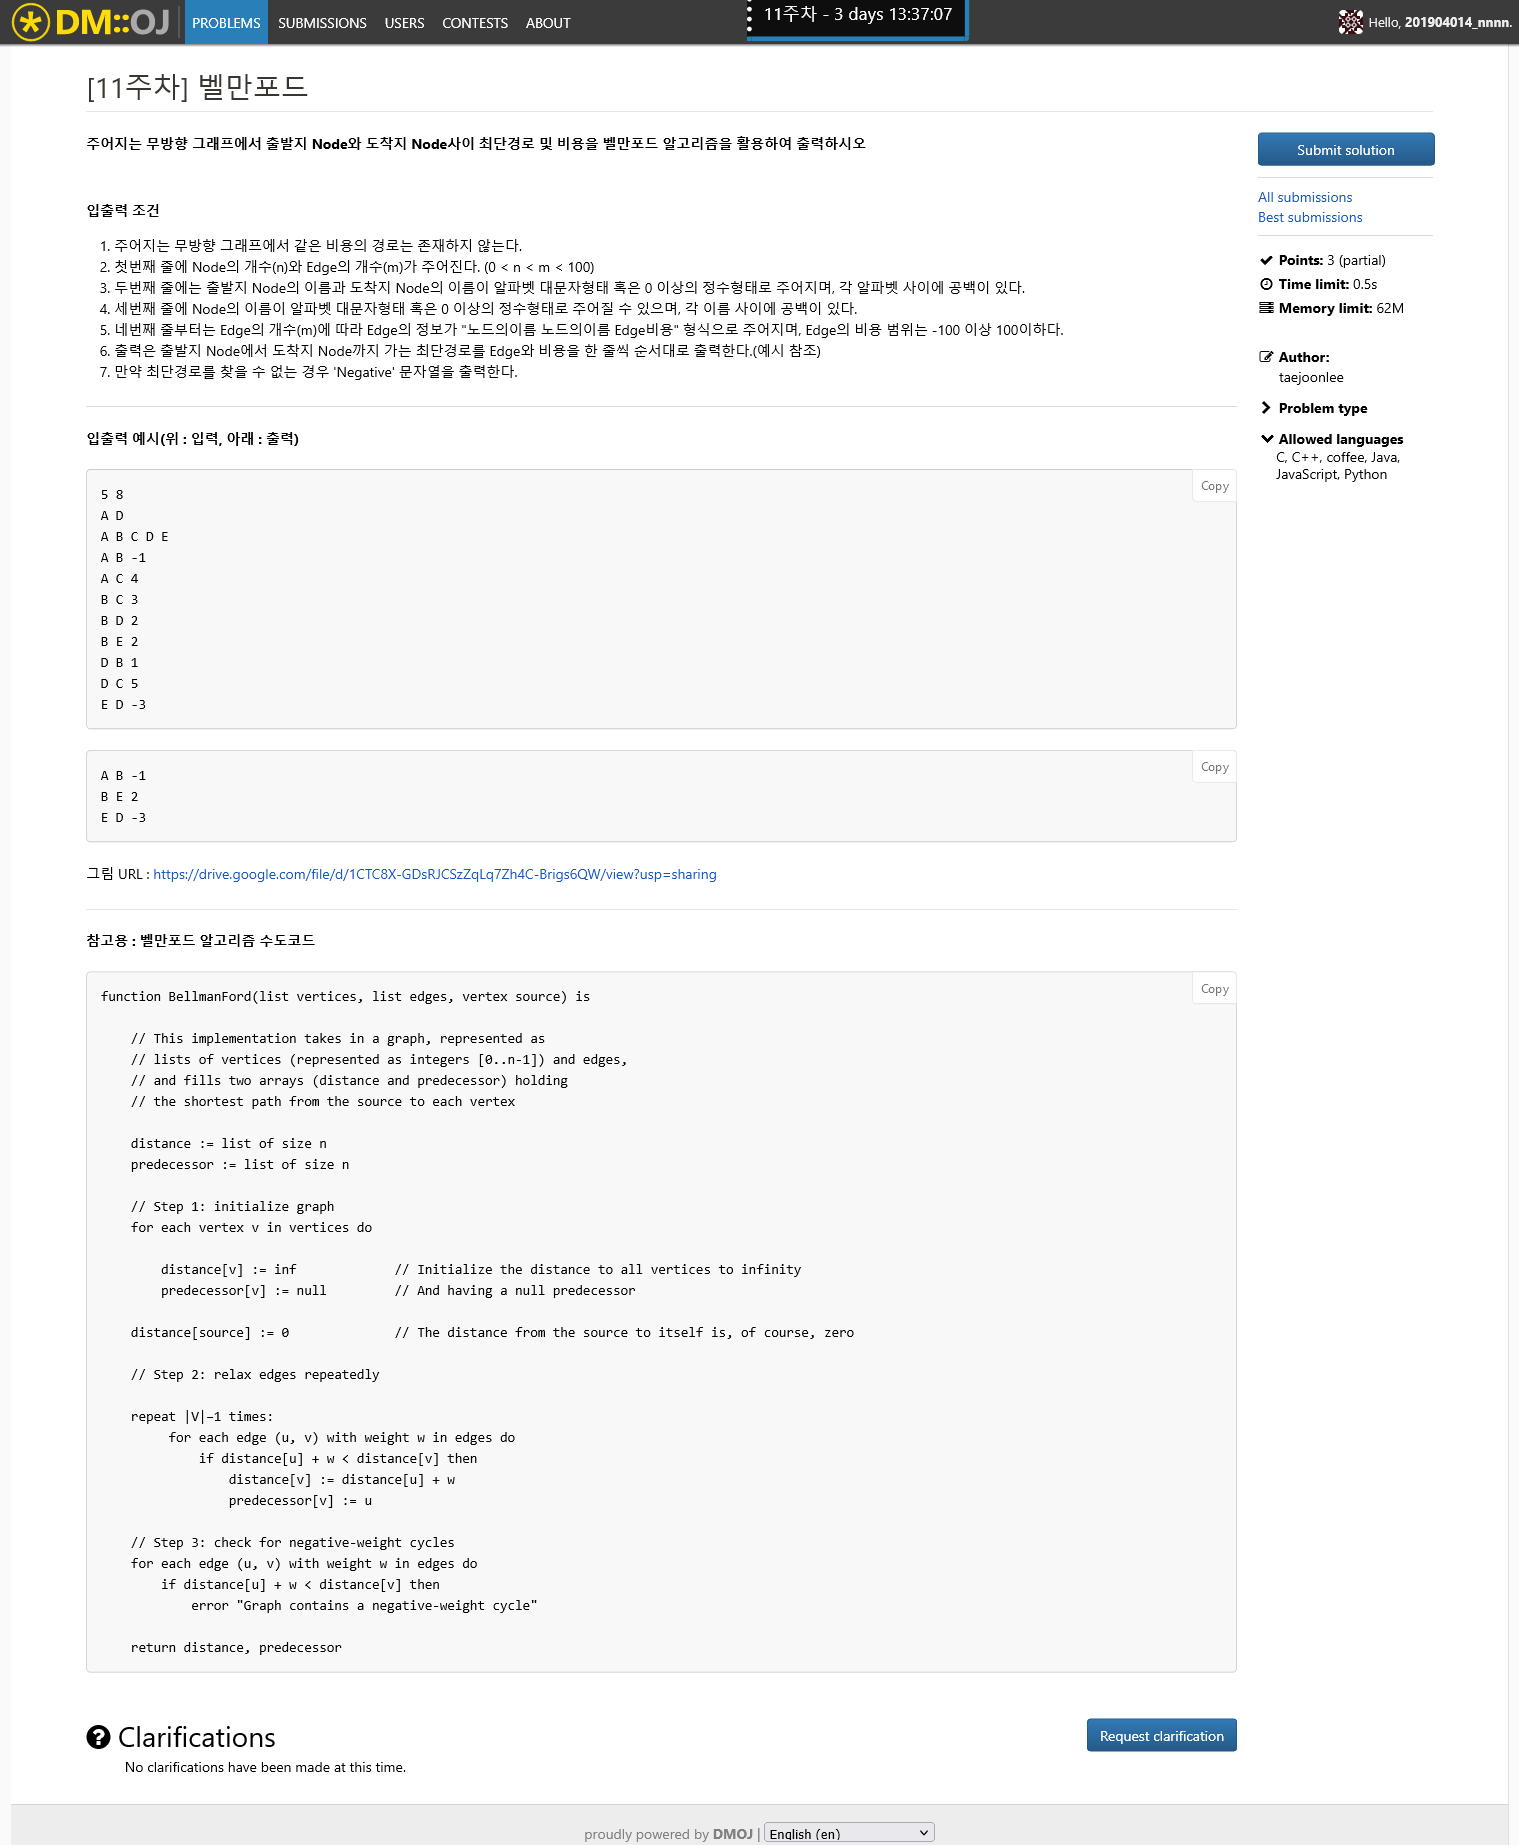 DM::OJ PROBLEMS SUBMISSIONS USERS CONTESTS ABOUT 11주차 - 3 days 13:37:07 Hello, 201904014_nnnn.
[11주차] 벨만포드
주어지는 무방향 그래프에서 출발지 Node와 도착지 Node사이 최단경로 및 비용을 벨만포드 알고리즘을 활용하여 출력하시오
입출력 조건
1. 주어지는 무방향 그래프에서 같은 비용의 경로는 존재하지 않는다.
2. 첫번째 줄에 Node의 개수(n)와 Edge의 개수(m)가 주어진다. (0 < n < m < 100)
3. 두번째 줄에는 출발지 Node의 이름과 도착지 Node의 이름이 알파벳 대문자형태 혹은 0 이상의 정수형태로 주어지며, 각 알파벳 사이에 공백이 있다.
4. 세번째 줄에 Node의 이름이 알파벳 대문자형태 혹은 0 이상의 정수형태로 주어질 수 있으며, 각 이름 사이에 공백이 있다.
5. 네번째 줄부터는 Edge의 개수(m)에 따라 Edge의 정보가 "노드의이름 노드의이름 Edge비용" 형식으로 주어지며, Edge의 비용 범위는 -100 이상 100이하다.
6. 출력은 출발지 Node에서 도착지 Node까지 가는 최단경로를 Edge와 비용을 한 줄씩 순서대로 출력한다.(예시 참조)
7. 만약 최단경로를 찾을 수 없는 경우 'Negative' 문자열을 출력한다.
입출력 예시(위 : 입력, 아래 : 출력)
Copy
5 8
A D
A B C D E
A B -1
A C 4
B C 3
B D 2
B E 2
D B 1
D C 5
E D -3
Copy
A B -1
B E 2
E D -3
그림 URL : https://drive.google.com/file/d/1CTC8X-GDsRJCSzZqLq7Zh4C-Brigs6QW/view?usp=sharing
참고용 : 벨만포드 알고리즘 수도코드
Copy
function BellmanFord(list vertices, list edges, vertex source) is
// This implementation takes in a graph, represented as
// lists of vertices (represented as integers [0..n-1]) and edges,
// and fills two arrays (distance and predecessor) holding
// the shortest path from the source to each vertex
distance := list of size n
predecessor := list of size n
// Step 1: initialize graph
for each vertex v in vertices do
distance[v] := inf // Initialize the distance to all vertices to infinity
predecessor[v] := null // And having a null predecessor
distance[source] := 0 // The distance from the source to itself is, of course, zero
// Step 2: relax edges repeatedly
repeat |V|−1 times:
for each edge (u, v) with weight w in edges do
if distance[u] + w < distance[v] then
distance[v] := distance[u] + w
predecessor[v] := u
// Step 3: check for negative-weight cycles
for each edge (u, v) with weight w in edges do
if distance[u] + w < distance[v] then
error "Graph contains a negative-weight cycle"
return distance, predecessor
Submit solution
All submissions
Best submissions
Points: 3 (partial)
Time limit: 0.5s
Memory limit: 62M
Author:
taejoonlee
Problem type
Allowed languages
C, C++, coffee, Java,
JavaScript, Python
Clarifications
Request clarification
No clarifications have been made at this time.
proudly powered by DMOJ | English (en)